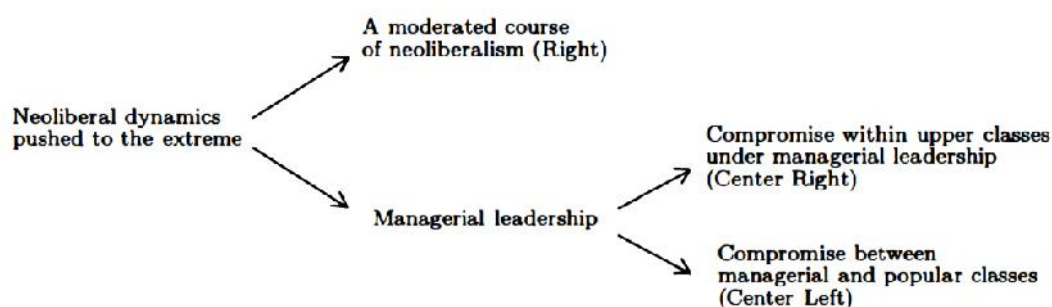 A moderated course
of neoliberalism (Right)
Neoliberal dynamics
pushed to the extreme
Compromise within upper classes
under managerial leadership
(Center Right)
Managerial leadership
Compromise between
managerial and popular classes
(Center Left)